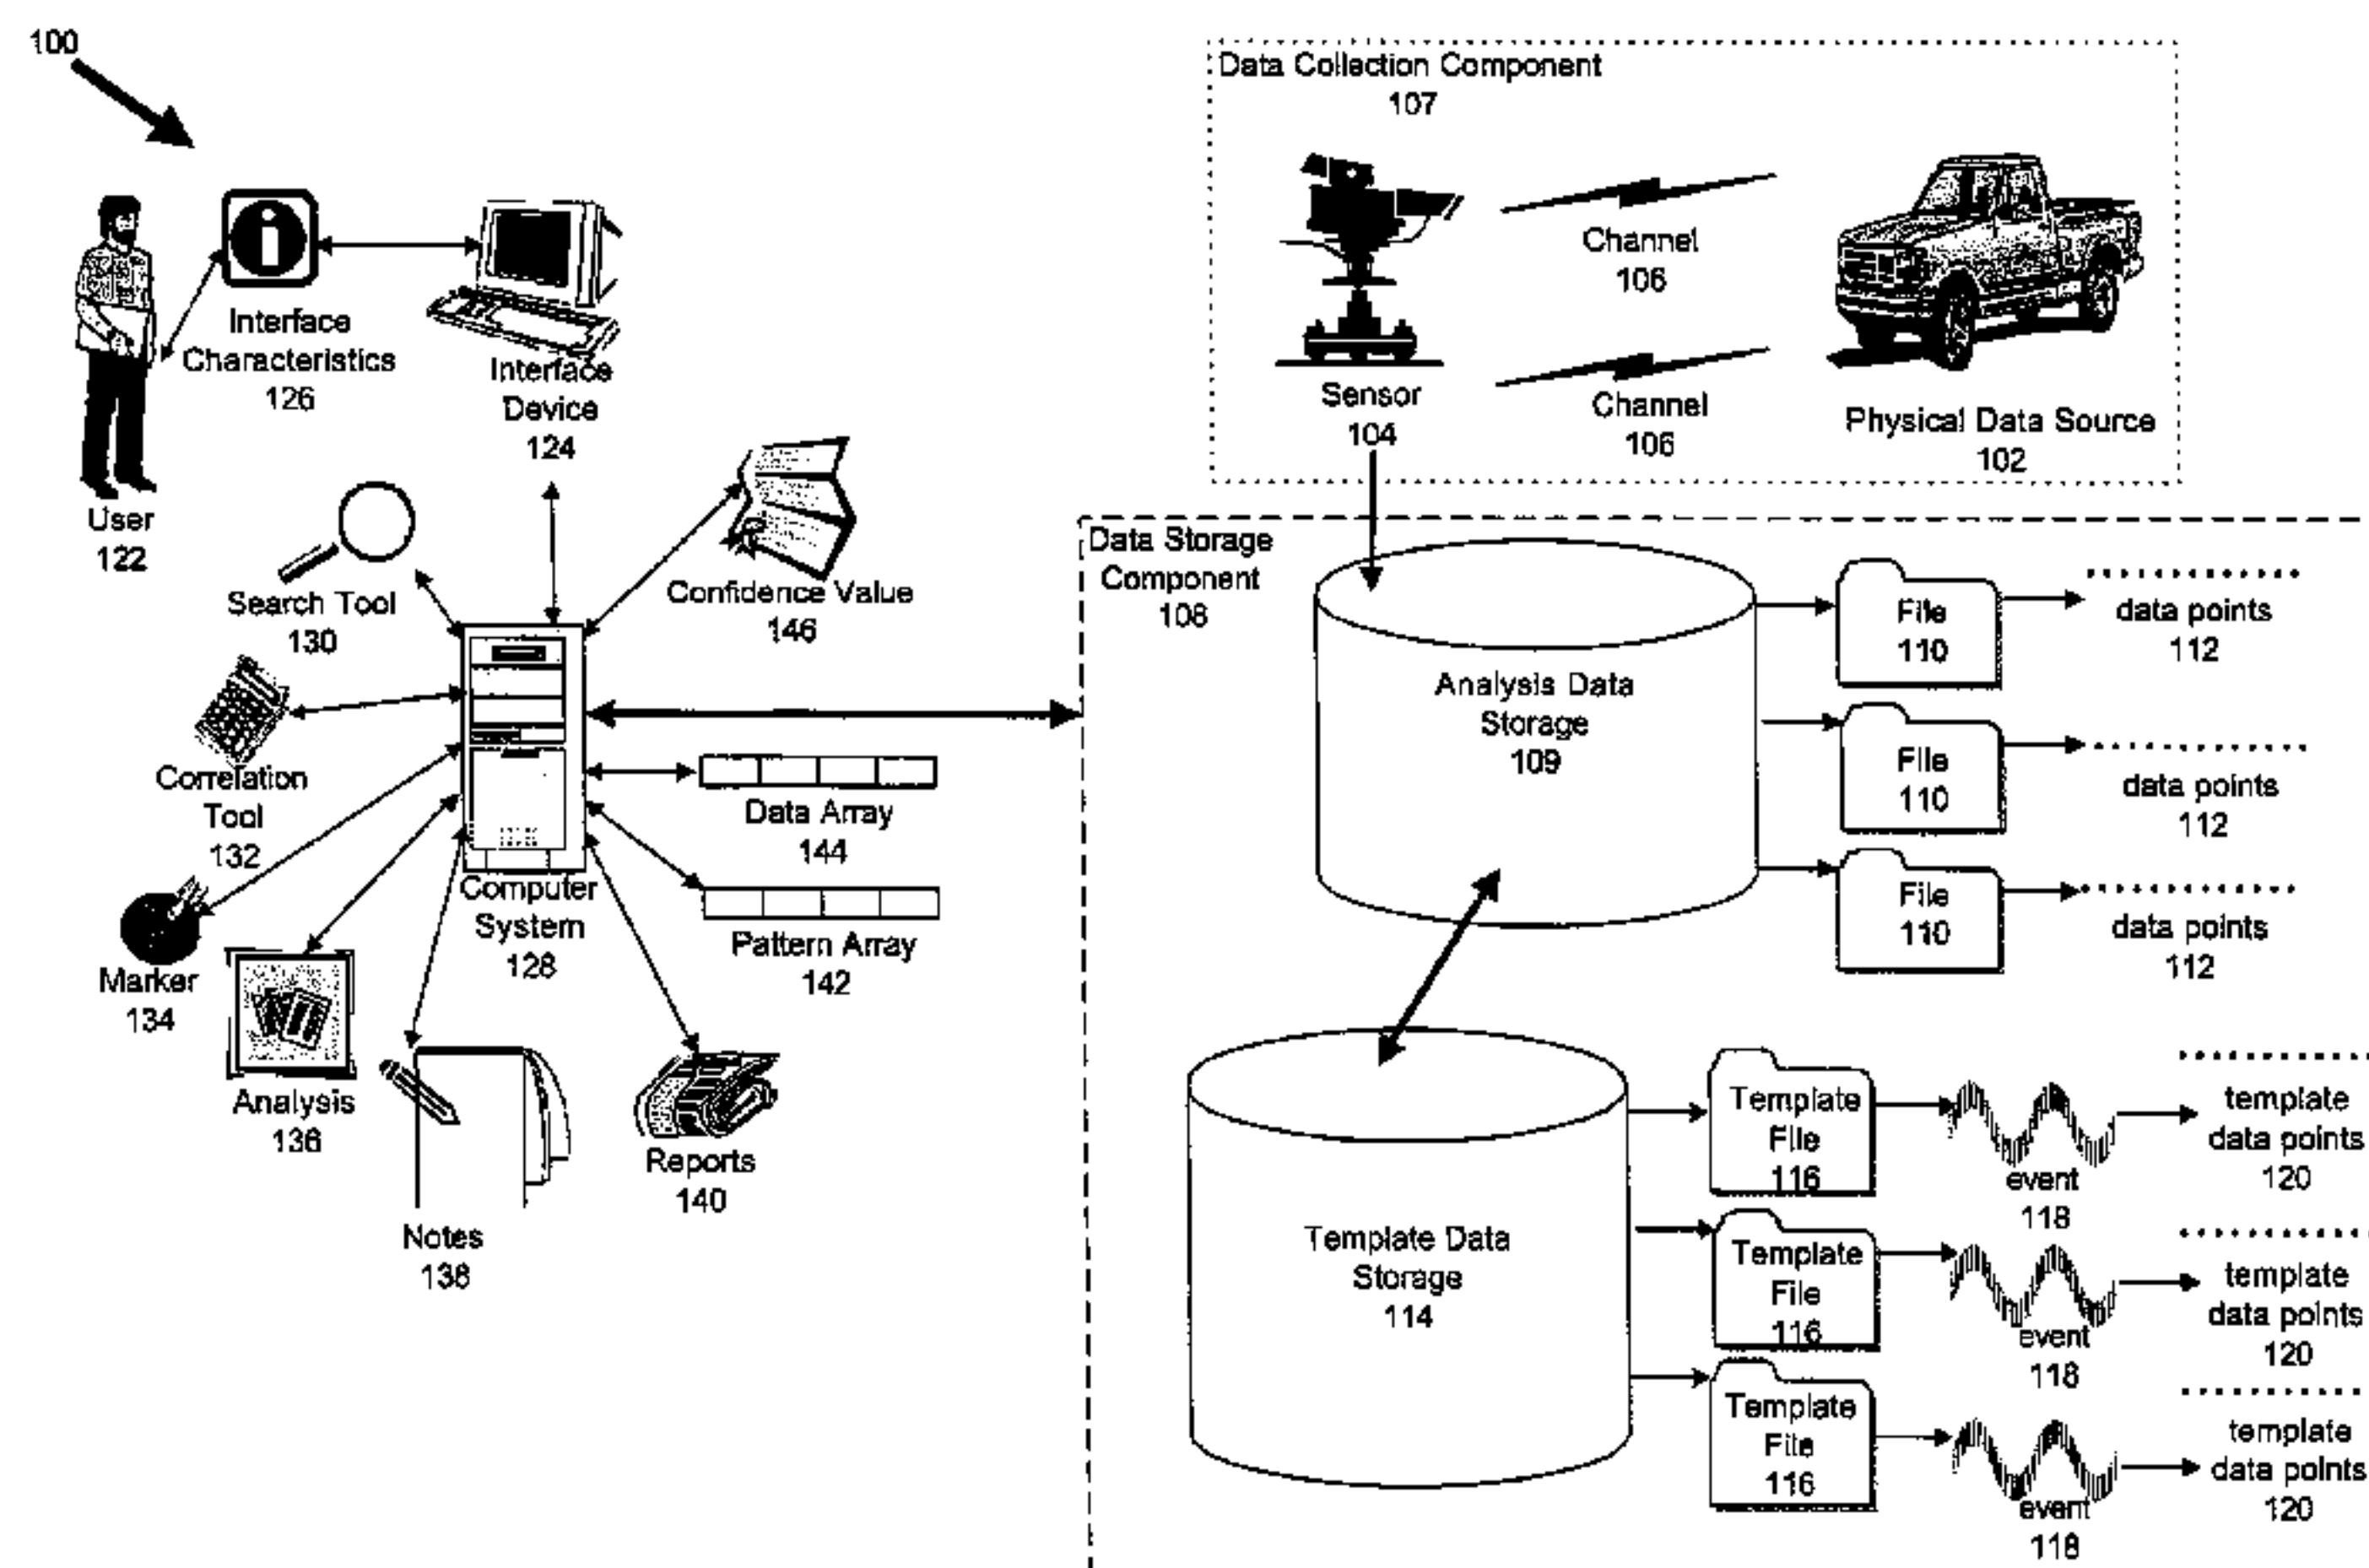 100
Data Collection Component
107
Channel
106
Interface
Characteristics
126
Interface
Device
124
Sensor
104
Channel
106
Physical Data Source
102
User
122
Search Tool
130
Confidence Value
146
Data Storage
Component
108
File
110
data points
112
Analysis Data
Storage
109
File
110
data points
112
Correlation
Tool
132
Data Array
144
Computer
System
128
Pattern Array
142
File
110
data points
112
Marker
134
Analysis
136
Reports
140
Notes
138
Template
File
116
event
118
template
data points
120
Template Data
Storage
114
Template
File
116
event
118
template
data points
120
Template
File
116
event
118
template
data points
120